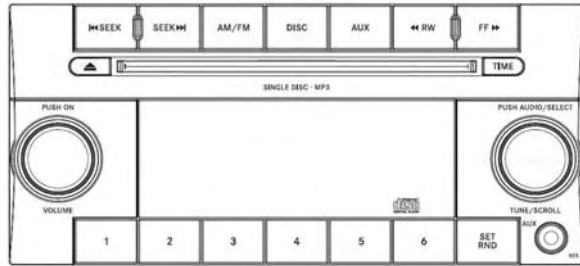 SEEK
SEEK
AM/FM
DISC
AUX
RW
FF
TIME
SINGLE DISC · MP3
PUSH ON
PUSH AUDIO/SELECT
VOLUME
TUNE/SCROLL
AUX
1
2
3
4
5
6
SET
RND